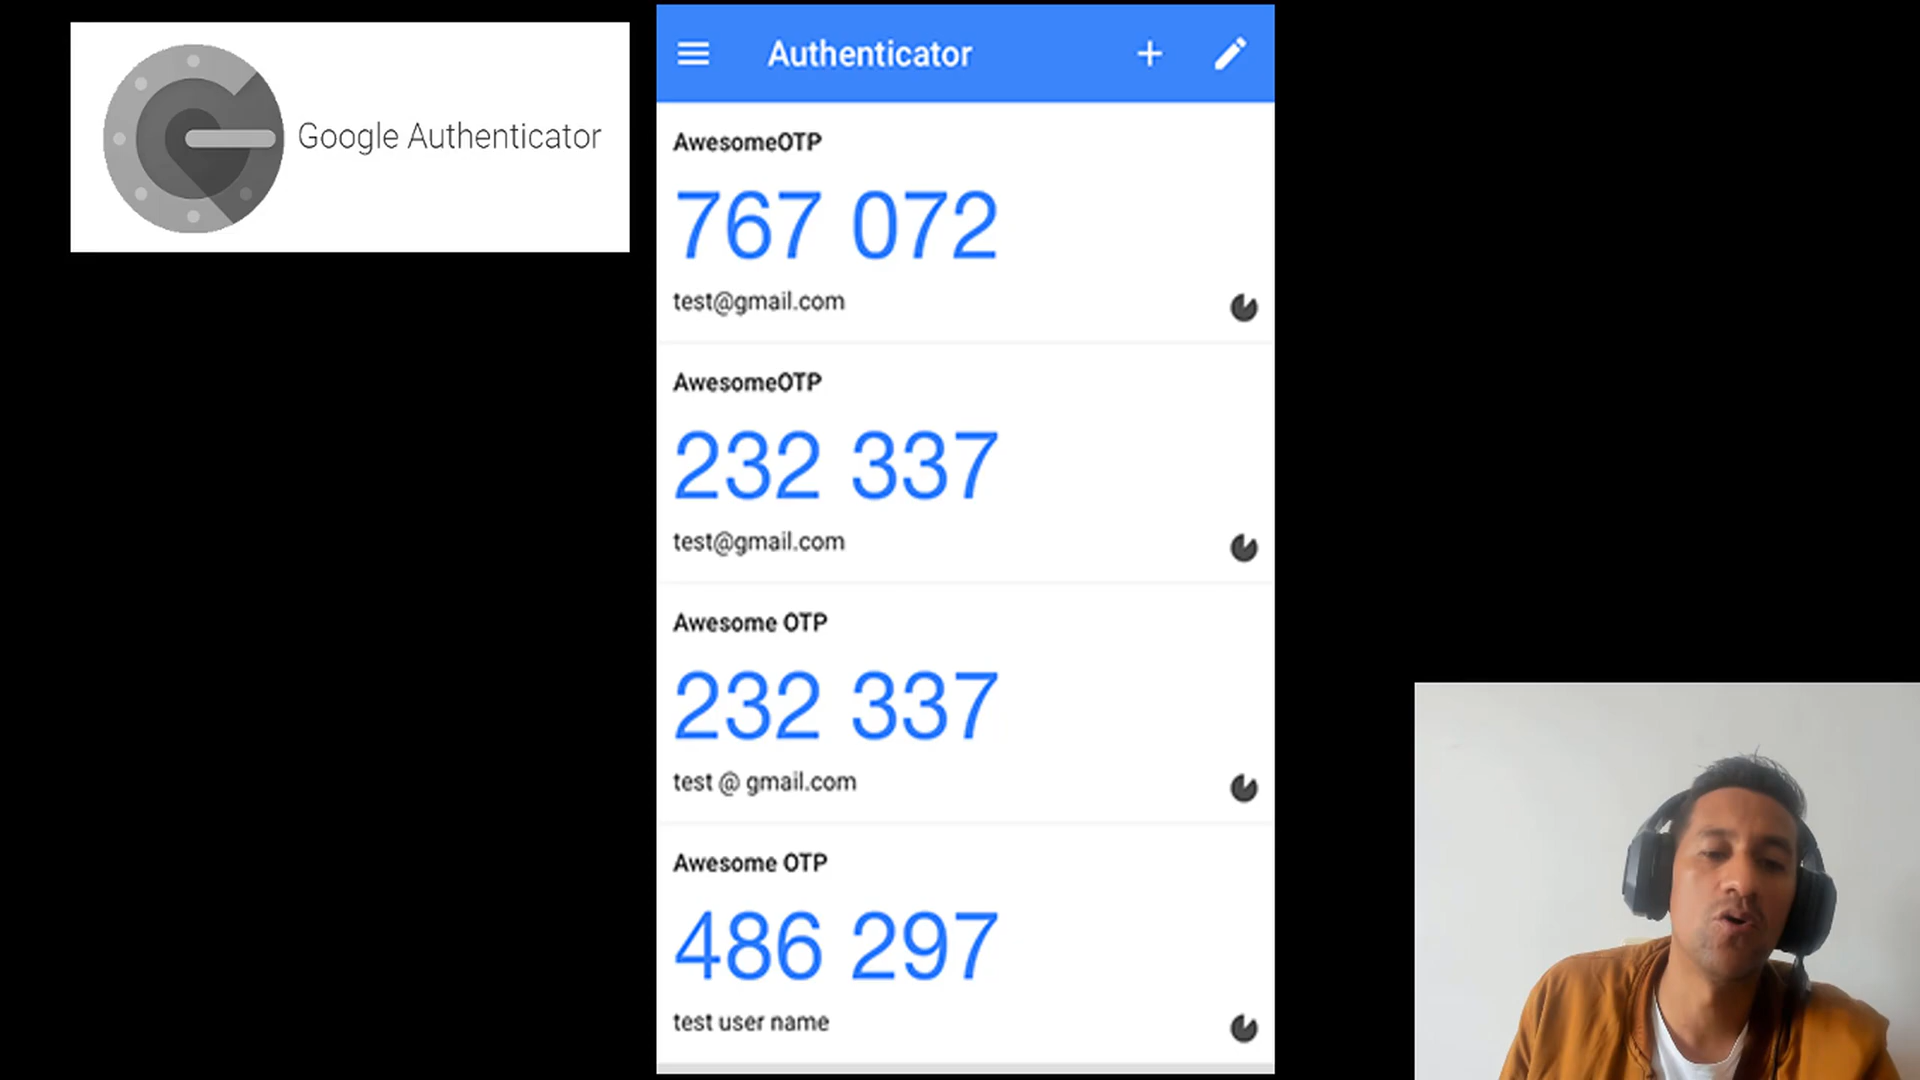 Google Authenticator
Authenticator
AwesomeOTP
767 072
test@gmail.com
AwesomeOTP
232 337
test@gmail.com
Awesome OTP
232 337
test @ gmail.com
Awesome OTP
486 297
test user name